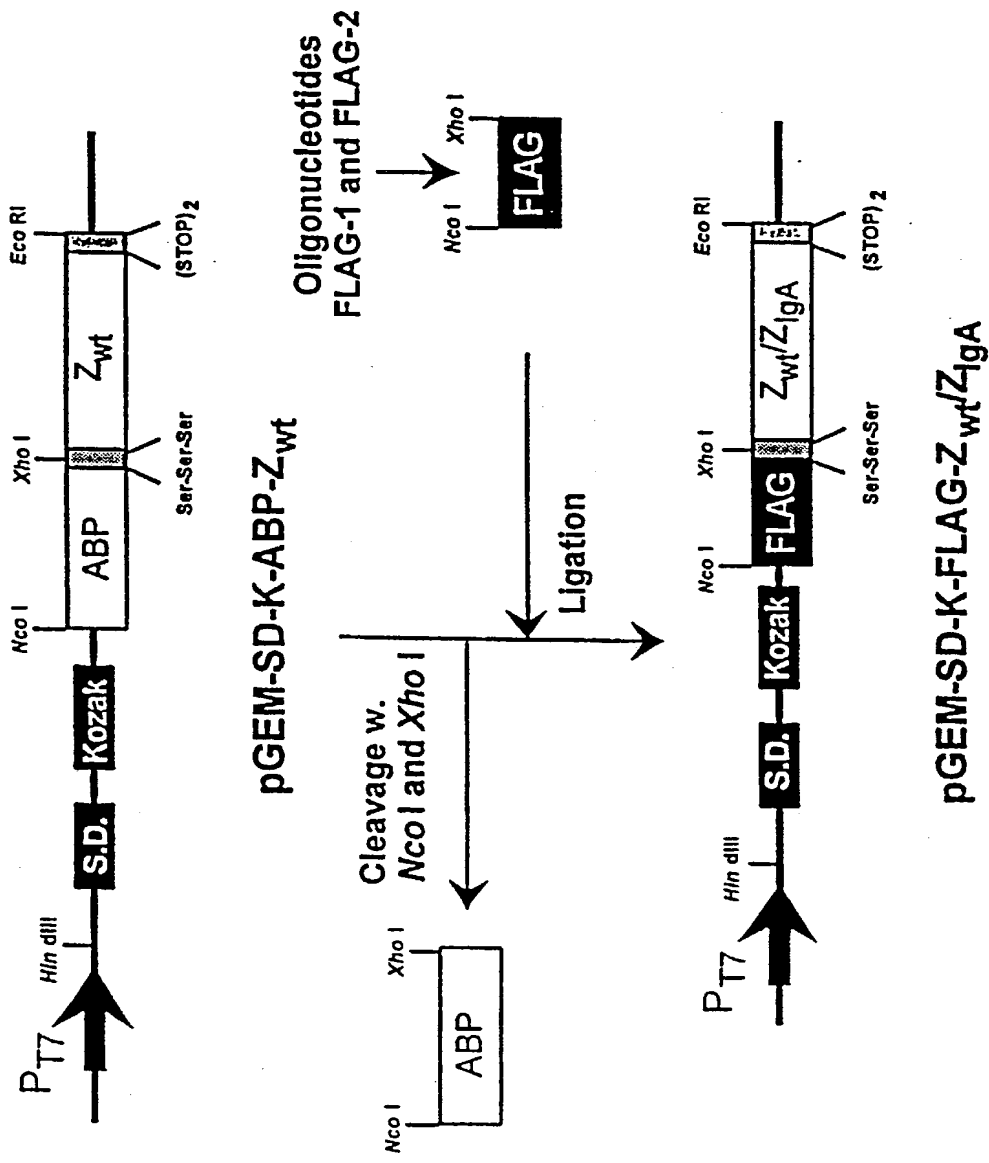 P T7
Hin dIII
S.D.
Kozak
Nco I
ABP
Xho I
Ser-Ser-Ser
Zwt
Eco RI
(STOP)2
pGEM-SD-K-ABP-Zwt
Oligonucleotides
FLAG-1 and FLAG-2
Nco I
Xho I
FLAG
Cleavage w.
Nco I and Xho I
Ligation
Nco I
Xho I
ABP
P T7
Hin dIII
S.D.
Kozak
Nco I
FLAG
Xho I
Ser-Ser-Ser
Zwt/ZIgA
Eco RI
(STOP)2
pGEM-SD-K-FLAG-Zwt/ZIgA